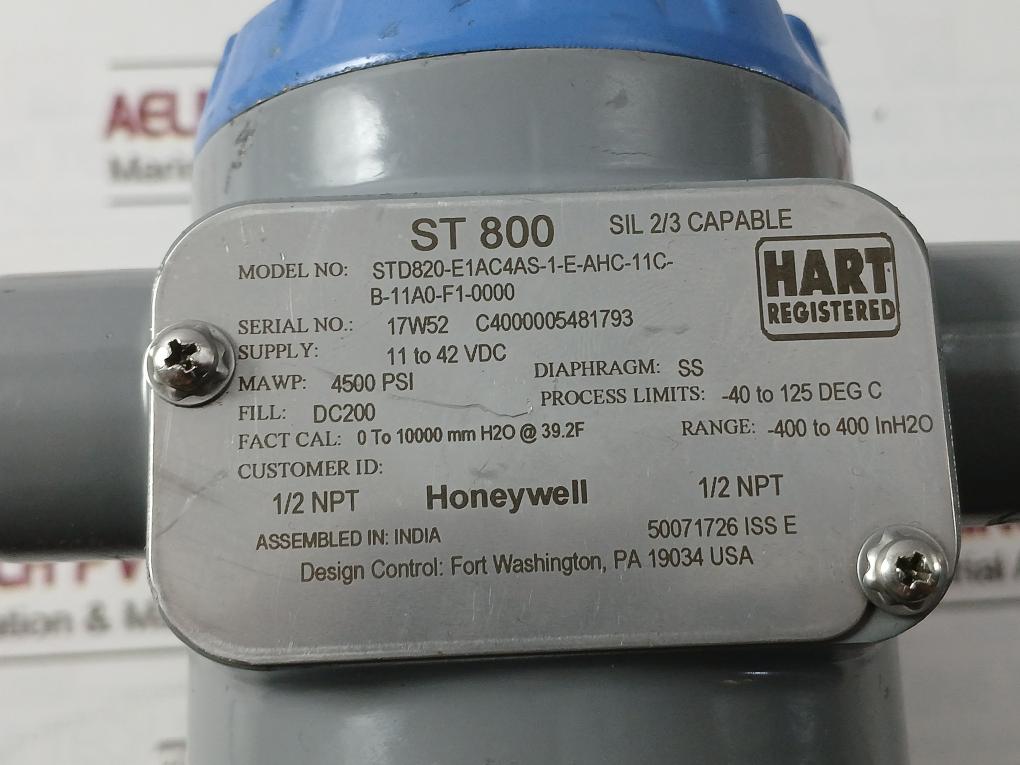 ST 800 SIL 2/3 CAPABLE
MODEL NO: STD820-E1AC4AS-1-E-AHC-11C-
B-11A0-F1-0000
HART
REGISTERED
SERIAL NO.: 17W52 C4000005481793
SUPPLY: 11 to 42 VDC
MAWP: 4500 PSI DIAPHRAGM: SS
FILL: DC200 PROCESS LIMITS: -40 to 125 DEG C
FACT CAL: 0 To 10000 mm H2O @ 39.2F RANGE: -400 to 400 InH2O
CUSTOMER ID:
1/2 NPT Honeywell 1/2 NPT
ASSEMBLED IN: INDIA 50071726 ISS E
Design Control: Fort Washington, PA 19034 USA